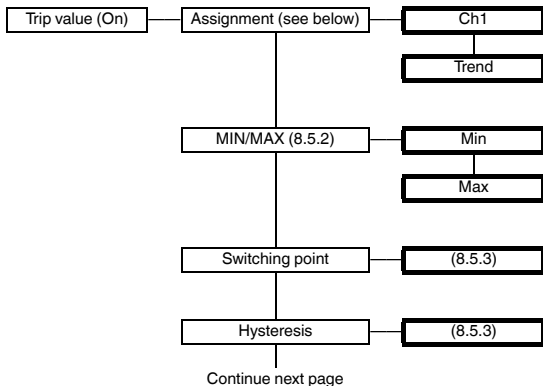 Trip value (On)
Assignment (see below)
Ch1
Trend
MIN/MAX (8.5.2)
Min
Max
Switching point
(8.5.3)
Hysteresis
(8.5.3)
Continue next page